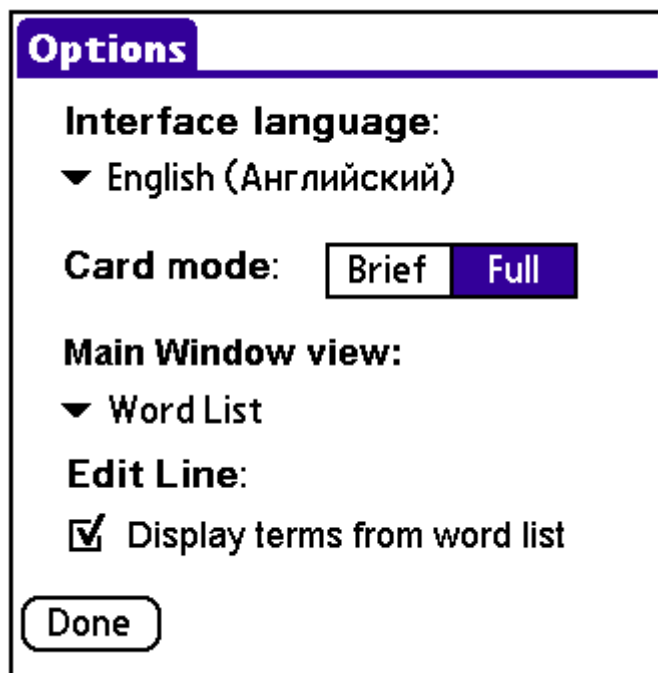 Options
Interface language:
English (Английский)
Card mode: Brief Full
Main Window view:
Word List
Edit Line:
Display terms from word list
Done